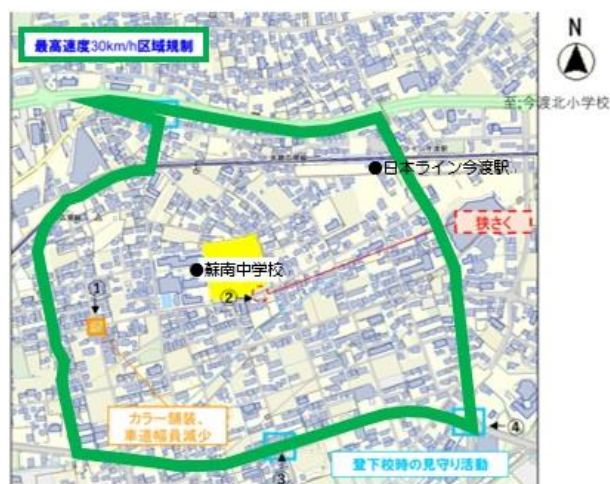 最高速度30km/h区域規制
N
至:今渡北小学校
●日本ライン今渡駅
狭さく
●蘇南中学校
①
②
カラー舗装、
車道幅員減少
④
登下校時の見守り活動
③